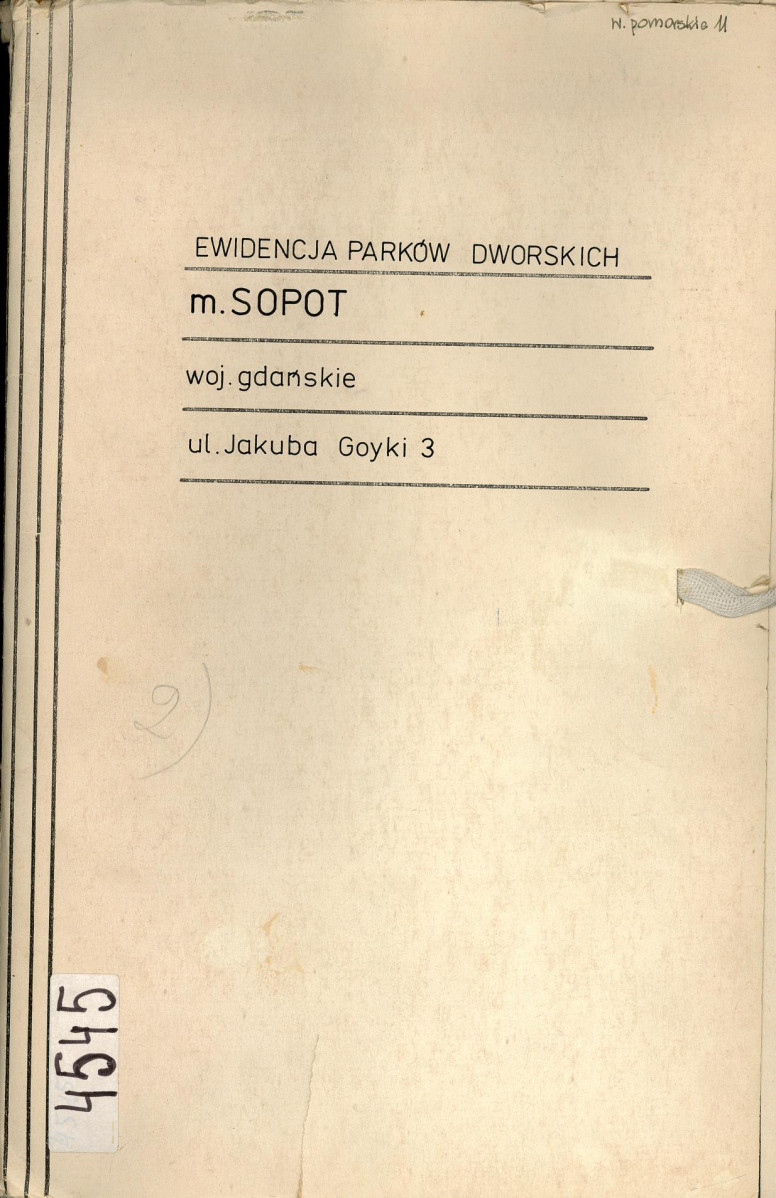 w. pomorskie 11
EWIDENCJA PARKÓW DWORSKICH
m. SOPOT
woj. gdańskie
ul. Jakuba Goyki 3
2)
4545